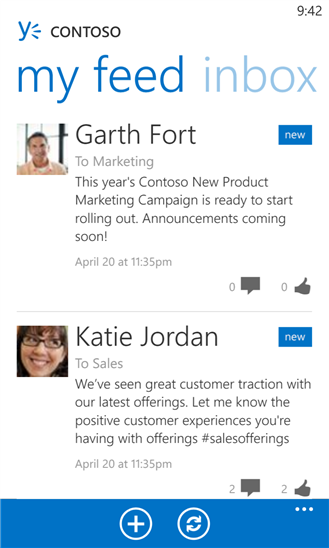 9:42
CONTOSO
my feed inbox
Garth Fort
new
To Marketing
This year's Contoso New Product
Marketing Campaign is ready to start
rolling out. Announcements coming
soon!
April 20 at 11:35pm
0 0
Katie Jordan
new
To Sales
We've seen great customer traction with
our latest offerings. Let me know the
positive customer experiences you're
having with offerings #salesofferings
April 20 at 11:35pm
2 2